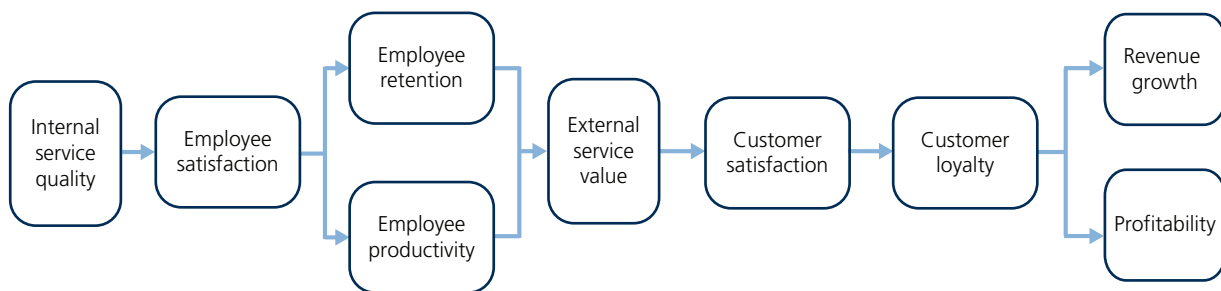 Internal
service
quality
Employee
satisfaction
Employee
retention
Employee
productivity
External
service
value
Customer
satisfaction
Customer
loyalty
Revenue
growth
Profitability